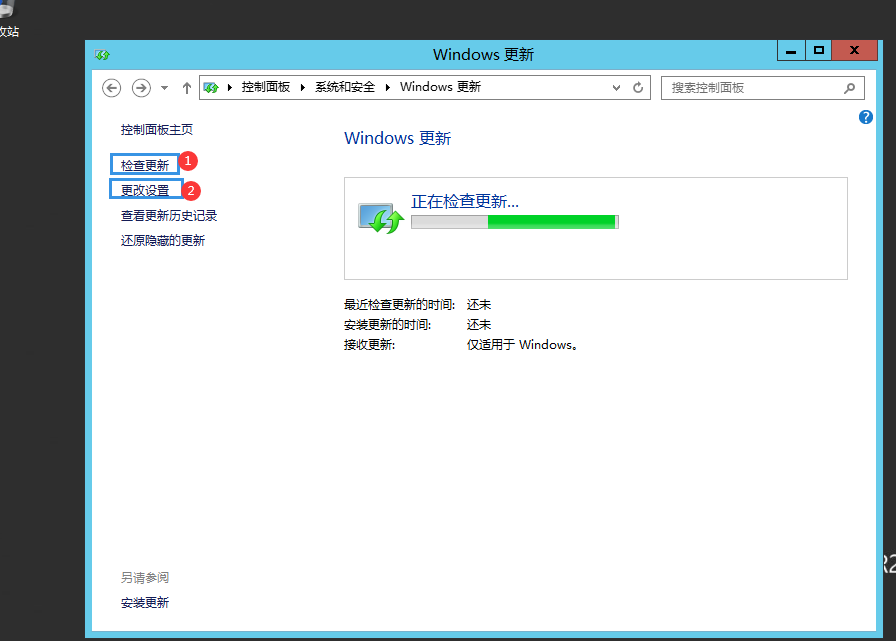 收站
Windows 更新
控制面板 系统和安全 Windows 更新
搜索控制面板
控制面板主页
检查更新 1
更改设置 2
查看更新历史记录
还原隐藏的更新
Windows 更新
正在检查更新...
最近检查更新的时间: 还未
安装更新的时间: 还未
接收更新: 仅适用于 Windows。
另请参阅
安装更新
R2